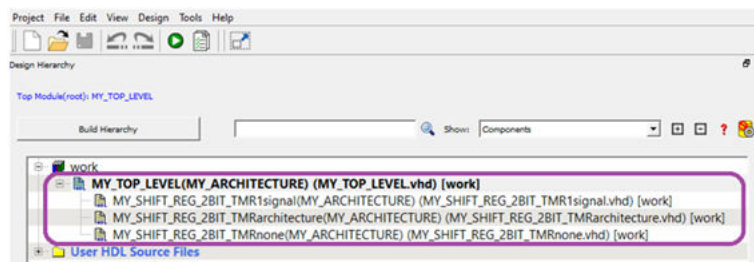 Project File Edit View Design Tools Help
Design Hierarchy
Top Module(root): MY_TOP_LEVEL
Build Hierarchy Show: Components
work
MY_TOP_LEVEL(MY_ARCHITECTURE) (MY_TOP_LEVEL.vhd) [work]
MY_SHIFT_REG_2BIT_TMR1signal(MY_ARCHITECTURE) (MY_SHIFT_REG_2BIT_TMR1signal.vhd) [work]
MY_SHIFT_REG_2BIT_TMRarchitecture(MY_ARCHITECTURE) (MY_SHIFT_REG_2BIT_TMRarchitecture.vhd) [work]
MY_SHIFT_REG_2BIT_TMRnone(MY_ARCHITECTURE) (MY_SHIFT_REG_2BIT_TMRnone.vhd) [work]
User HDL Source Files